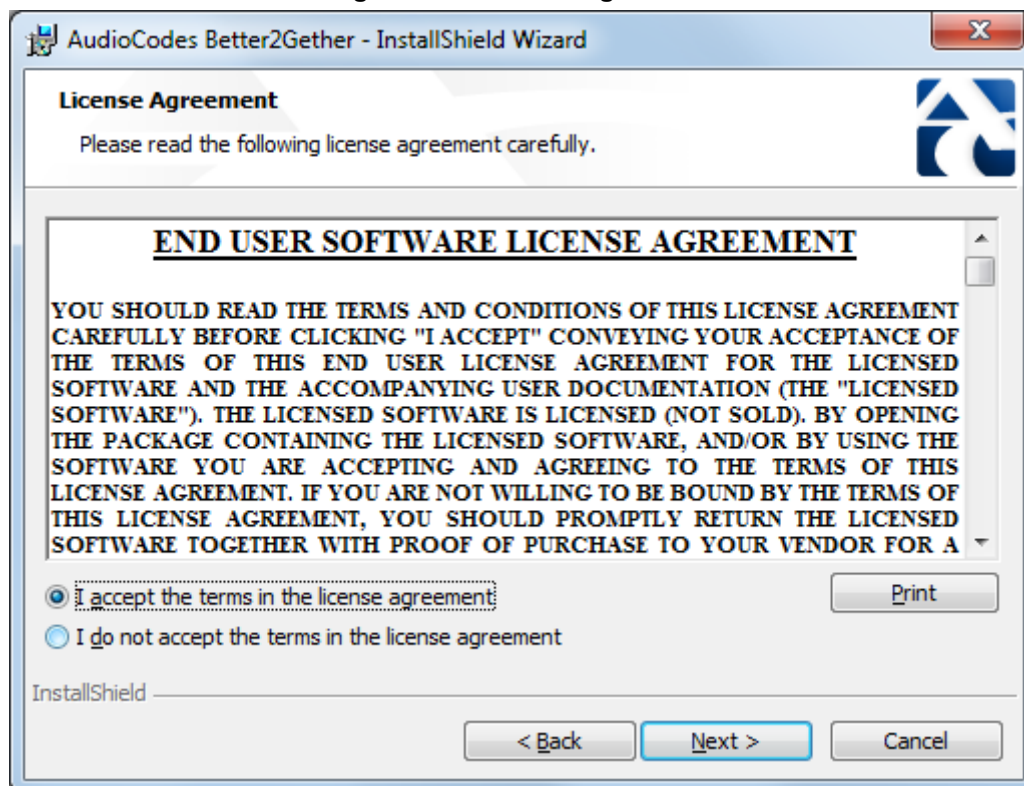 AudioCodes Better2Gether - InstallShield Wizard
License Agreement
Please read the following license agreement carefully.
END USER SOFTWARE LICENSE AGREEMENT
YOU SHOULD READ THE TERMS AND CONDITIONS OF THIS LICENSE AGREEMENT
CAREFULLY BEFORE CLICKING "I ACCEPT" CONVEYING YOUR ACCEPTANCE OF
THE TERMS OF THIS END USER LICENSE AGREEMENT FOR THE LICENSED
SOFTWARE AND THE ACCOMPANYING USER DOCUMENTATION (THE "LICENSED
SOFTWARE"). THE LICENSED SOFTWARE IS LICENSED (NOT SOLD). BY OPENING
THE PACKAGE CONTAINING THE LICENSED SOFTWARE, AND/OR BY USING THE
SOFTWARE YOU ARE ACCEPTING AND AGREEING TO THE TERMS OF THIS
LICENSE AGREEMENT. IF YOU ARE NOT WILLING TO BE BOUND BY THE TERMS OF
THIS LICENSE AGREEMENT, YOU SHOULD PROMPTLY RETURN THE LICENSED
SOFTWARE TOGETHER WITH PROOF OF PURCHASE TO YOUR VENDOR FOR A
I accept the terms in the license agreement
Print
I do not accept the terms in the license agreement
InstallShield
< Back Next > Cancel